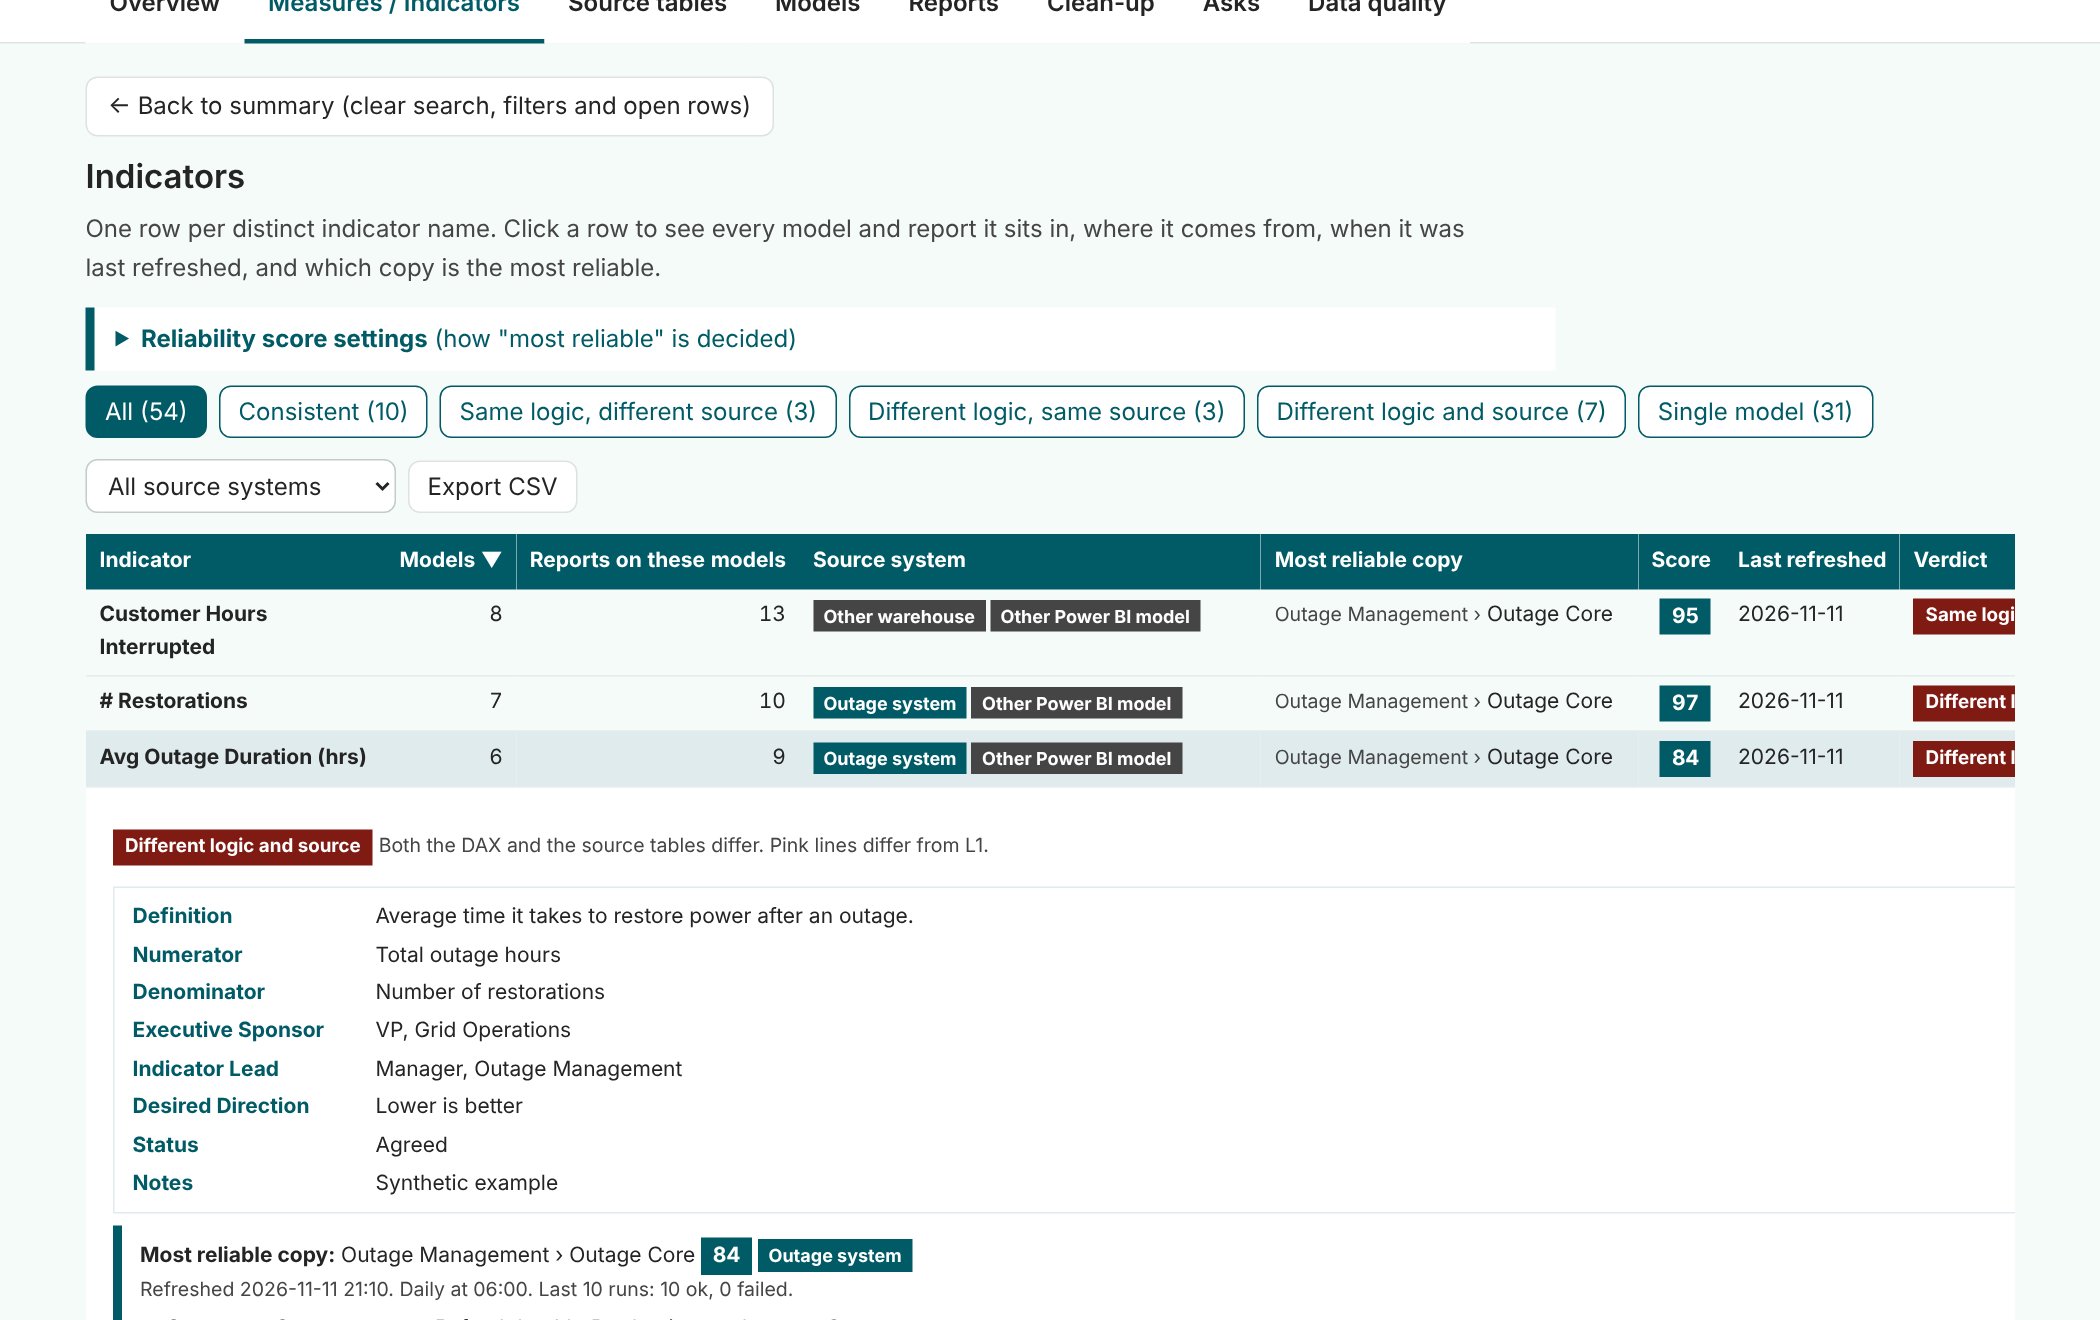 Overview Measures / Indicators Source tables Models Reports Clean-up Asks Data quality
← Back to summary (clear search, filters and open rows)
Indicators
One row per distinct indicator name. Click a row to see every model and report it sits in, where it comes from, when it was
last refreshed, and which copy is the most reliable.
▶ Reliability score settings (how "most reliable" is decided)
All (54) Consistent (10) Same logic, different source (3) Different logic, same source (3) Different logic and source (7) Single model (31)
All source systems Export CSV
Indicator Models ▼ Reports on these models Source system Most reliable copy Score Last refreshed Verdict
Customer Hours Interrupted 8 13 Other warehouse Other Power BI model Outage Management › Outage Core 95 2026-11-11 Same logi
# Restorations 7 10 Outage system Other Power BI model Outage Management › Outage Core 97 2026-11-11 Different l
Avg Outage Duration (hrs) 6 9 Outage system Other Power BI model Outage Management › Outage Core 84 2026-11-11 Different l
Different logic and source Both the DAX and the source tables differ. Pink lines differ from L1.
Definition Average time it takes to restore power after an outage.
Numerator Total outage hours
Denominator Number of restorations
Executive Sponsor VP, Grid Operations
Indicator Lead Manager, Outage Management
Desired Direction Lower is better
Status Agreed
Notes Synthetic example
Most reliable copy: Outage Management › Outage Core 84 Outage system
Refreshed 2026-11-11 21:10. Daily at 06:00. Last 10 runs: 10 ok, 0 failed.